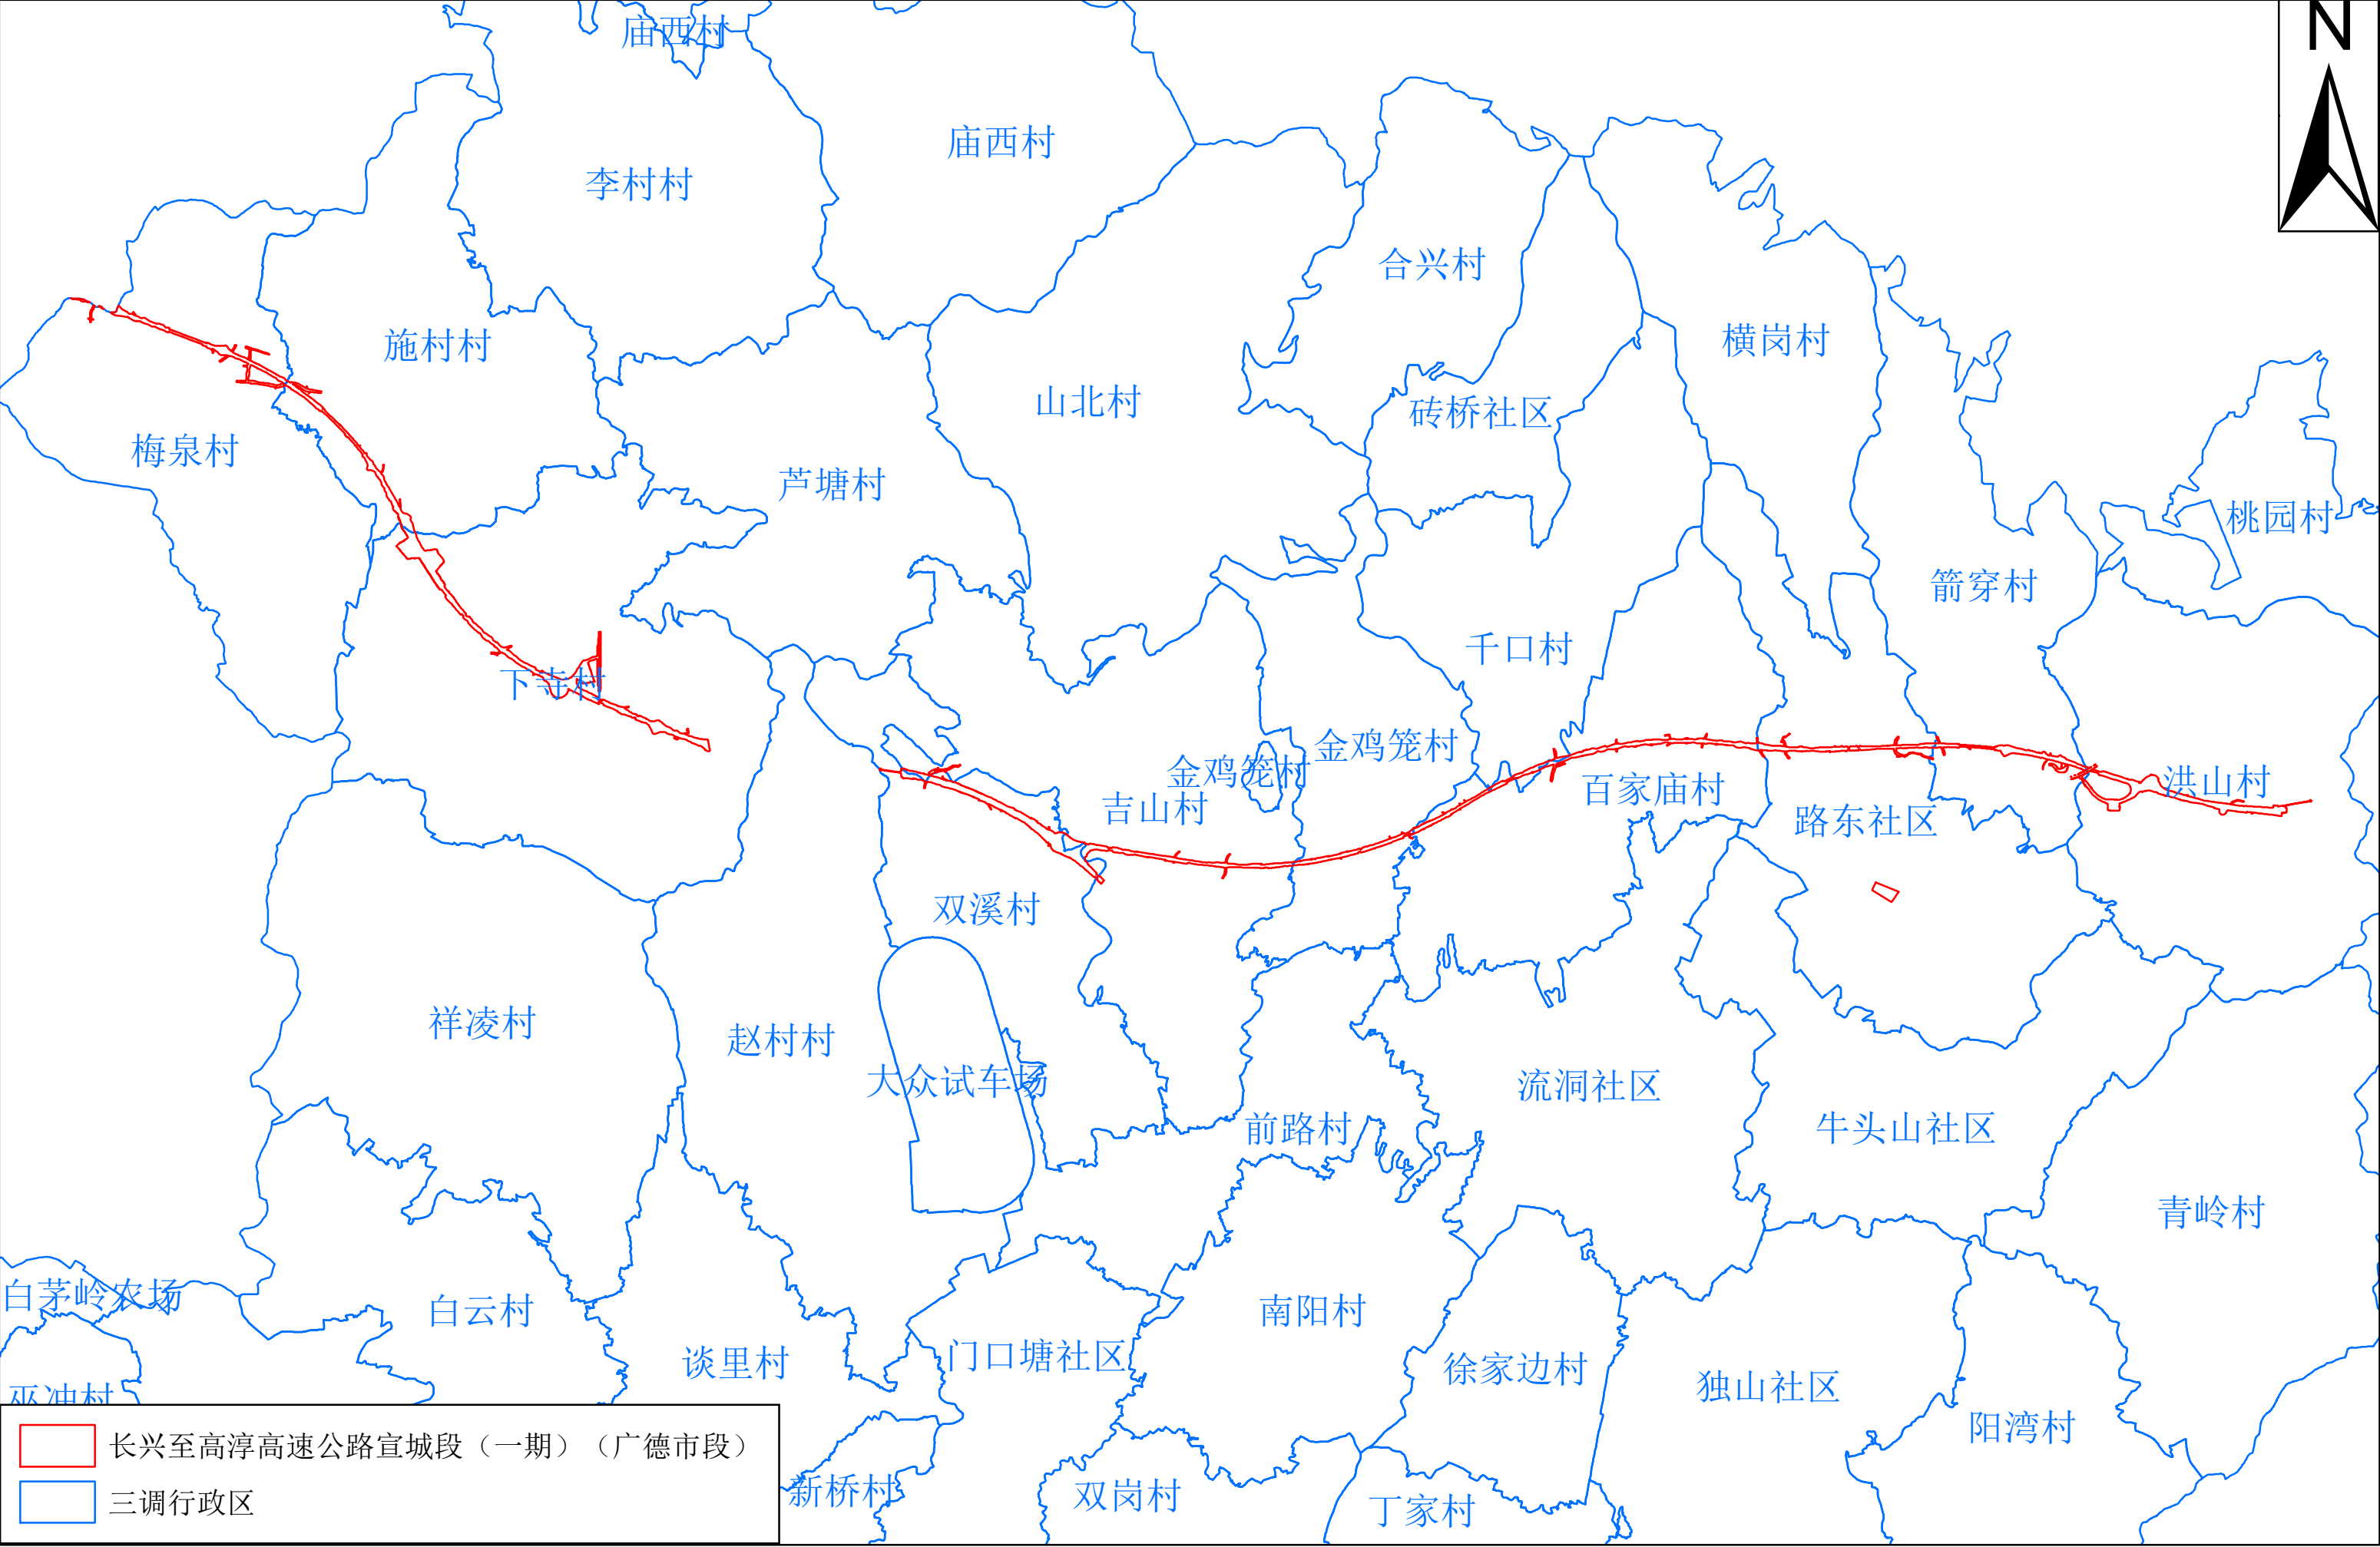 N
庙西村
庙西村
李村村
合兴村
横岗村
施村村
山北村
砖桥社区
梅泉村
芦塘村
桃园村
箭穿村
千口村
下寺村
金鸡笼村
金鸡笼村
洪山村
百家庙村
吉山村
路东社区
双溪村
祥凌村
赵村村
大众试车场
流洞社区
前路村
牛头山社区
青岭村
白茅岭农场
白云村
南阳村
谈里村
门口塘社区
徐家边村
独山社区
巫冲村
阳湾村
长兴至高淳高速公路宣城段（一期）（广德市段）
新桥村
双岗村
三调行政区
丁家村